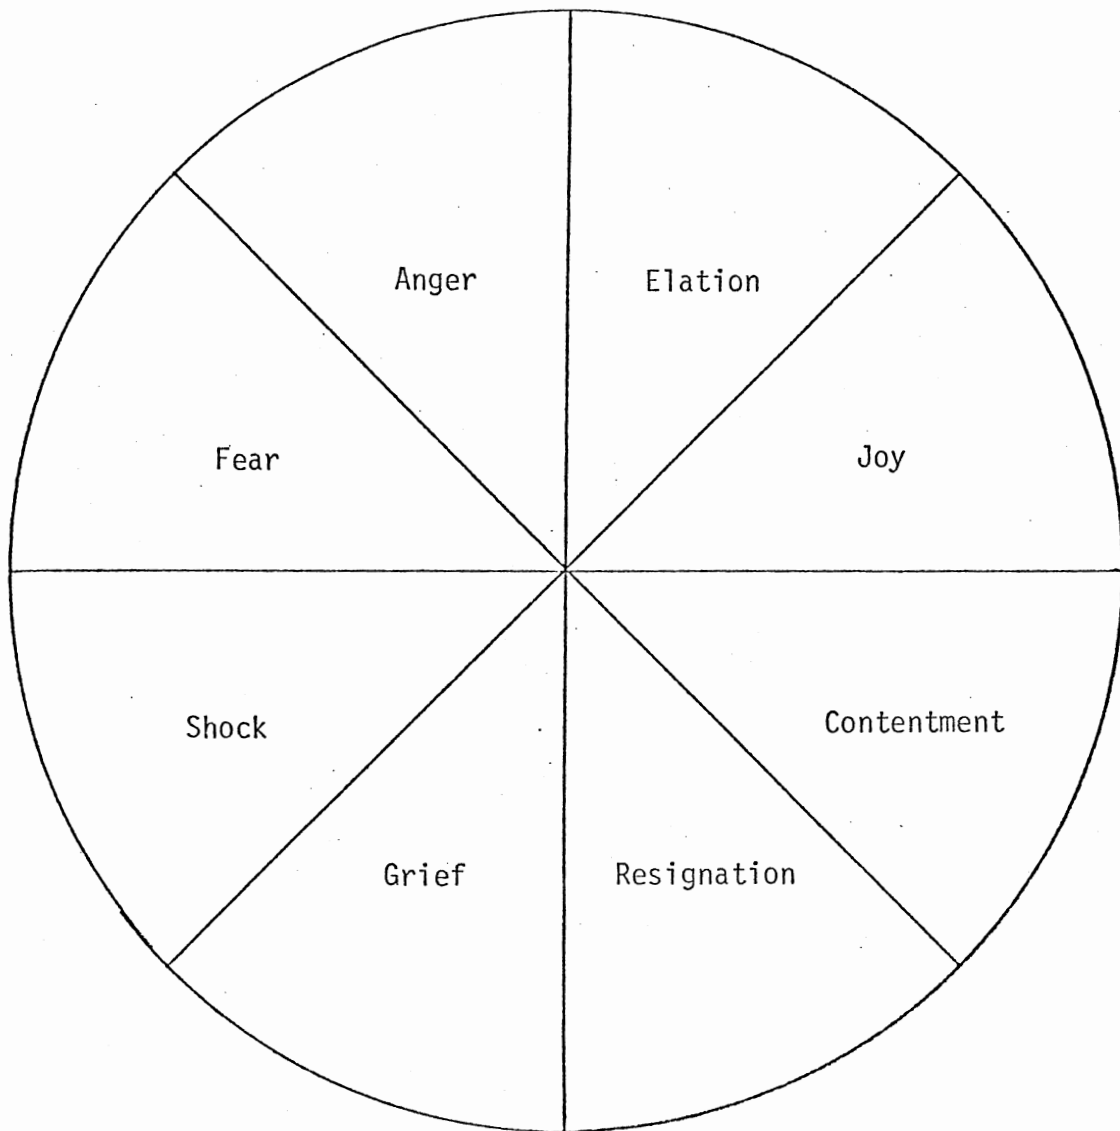 Anger
Elation
Fear
Joy
Shock
Contentment
Grief
Resignation